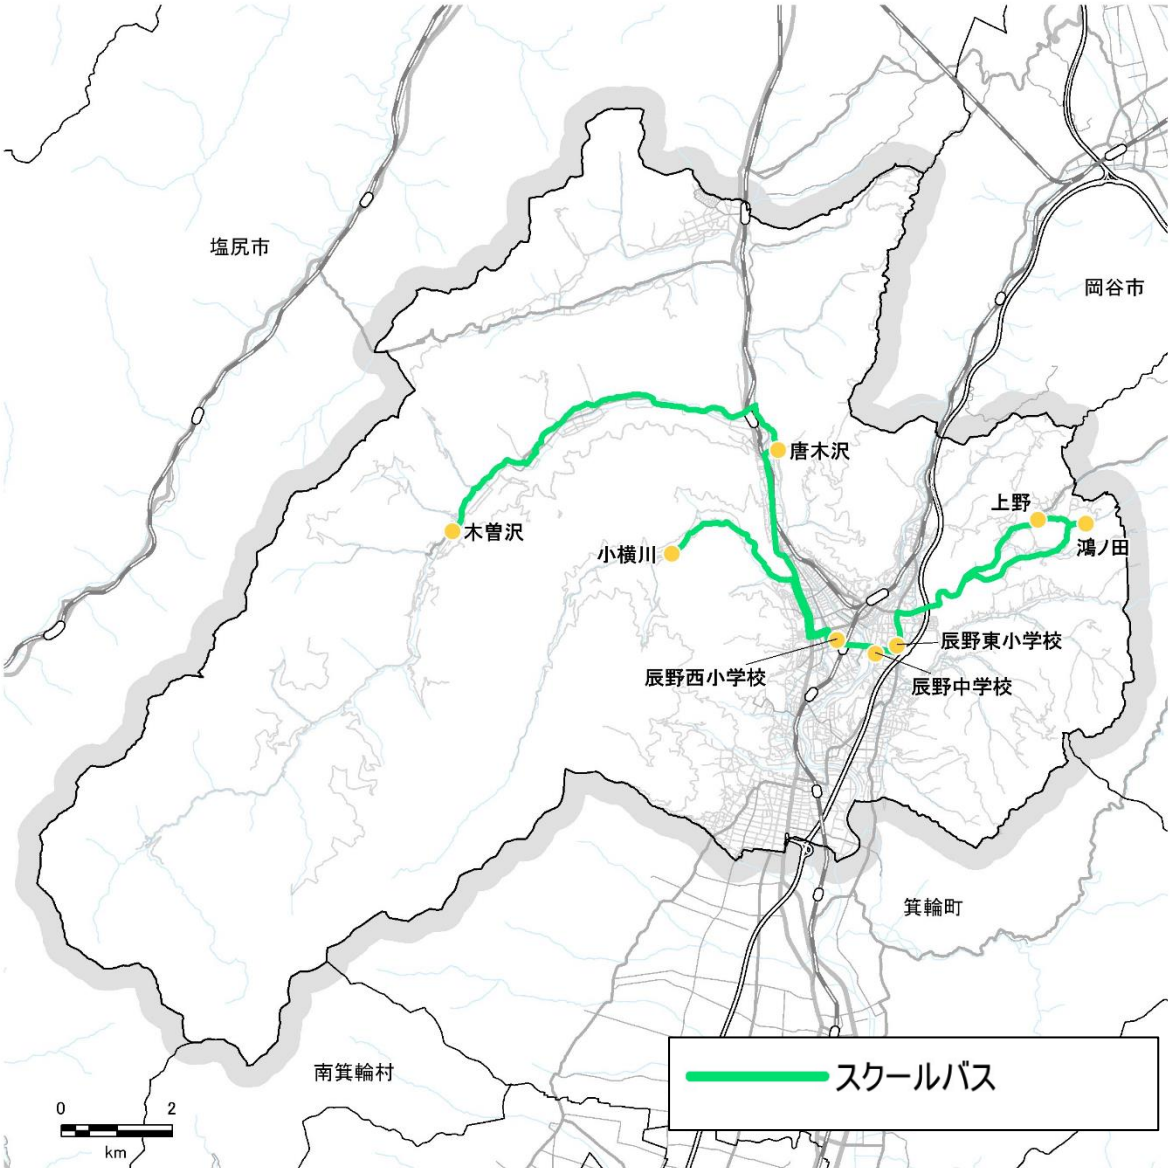 塩尻市
岡谷市
唐木沢
上野
鴻ノ田
木曽沢
小横川
辰野東小学校
辰野西小学校
辰野中学校
箕輪町
南箕輪村
スクールバス
0 2
km